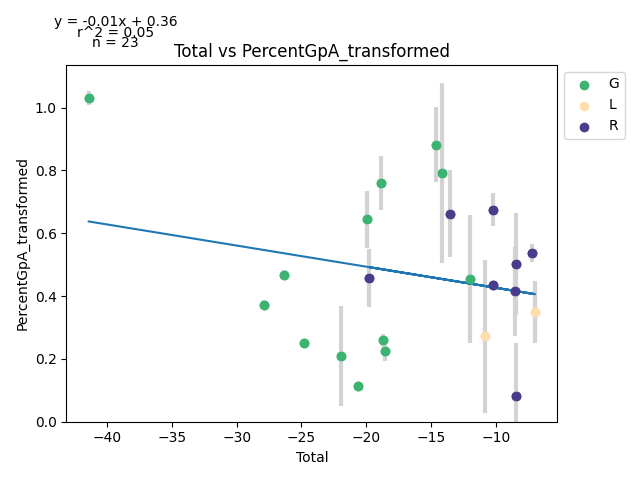 y = -0.01x + 0.36
r^2 = 0.05
n = 23
Total vs PercentGpA_transformed
G
L
R
PercentGpA_transformed
1.0
0.8
0.6
0.4
0.2
0.0
−40 −35 −30 −25 −20 −15 −10
Total